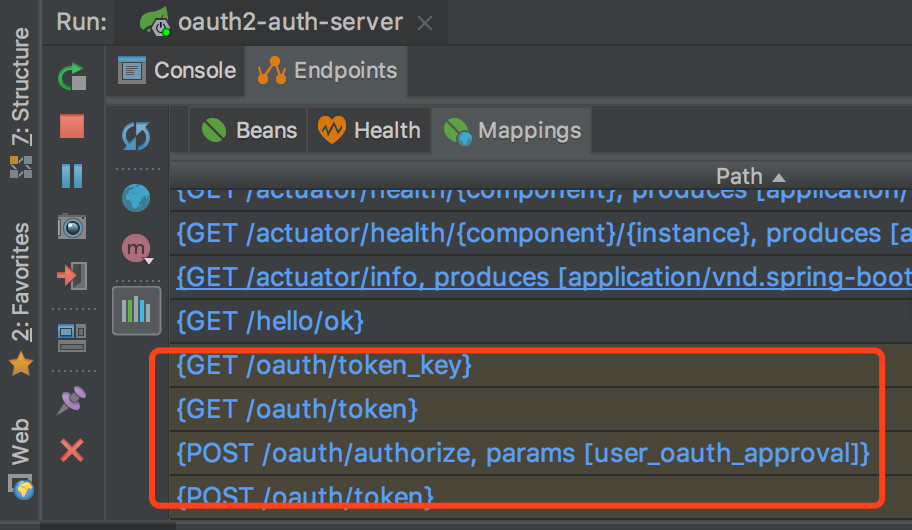 Run: oauth2-auth-server
Console Endpoints
Beans Health Mappings
Path
{GET /actuator/health/{component}, produces [application/
{GET /actuator/health/{component}/{instance}, produces [a
{GET /actuator/info, produces [application/vnd.spring-boot
{GET /hello/ok}
{GET /oauth/token_key}
{GET /oauth/token}
{POST /oauth/authorize, params [user_oauth_approval]}
{POST /oauth/token}
Z: Structure
2: Favorites
Web
m